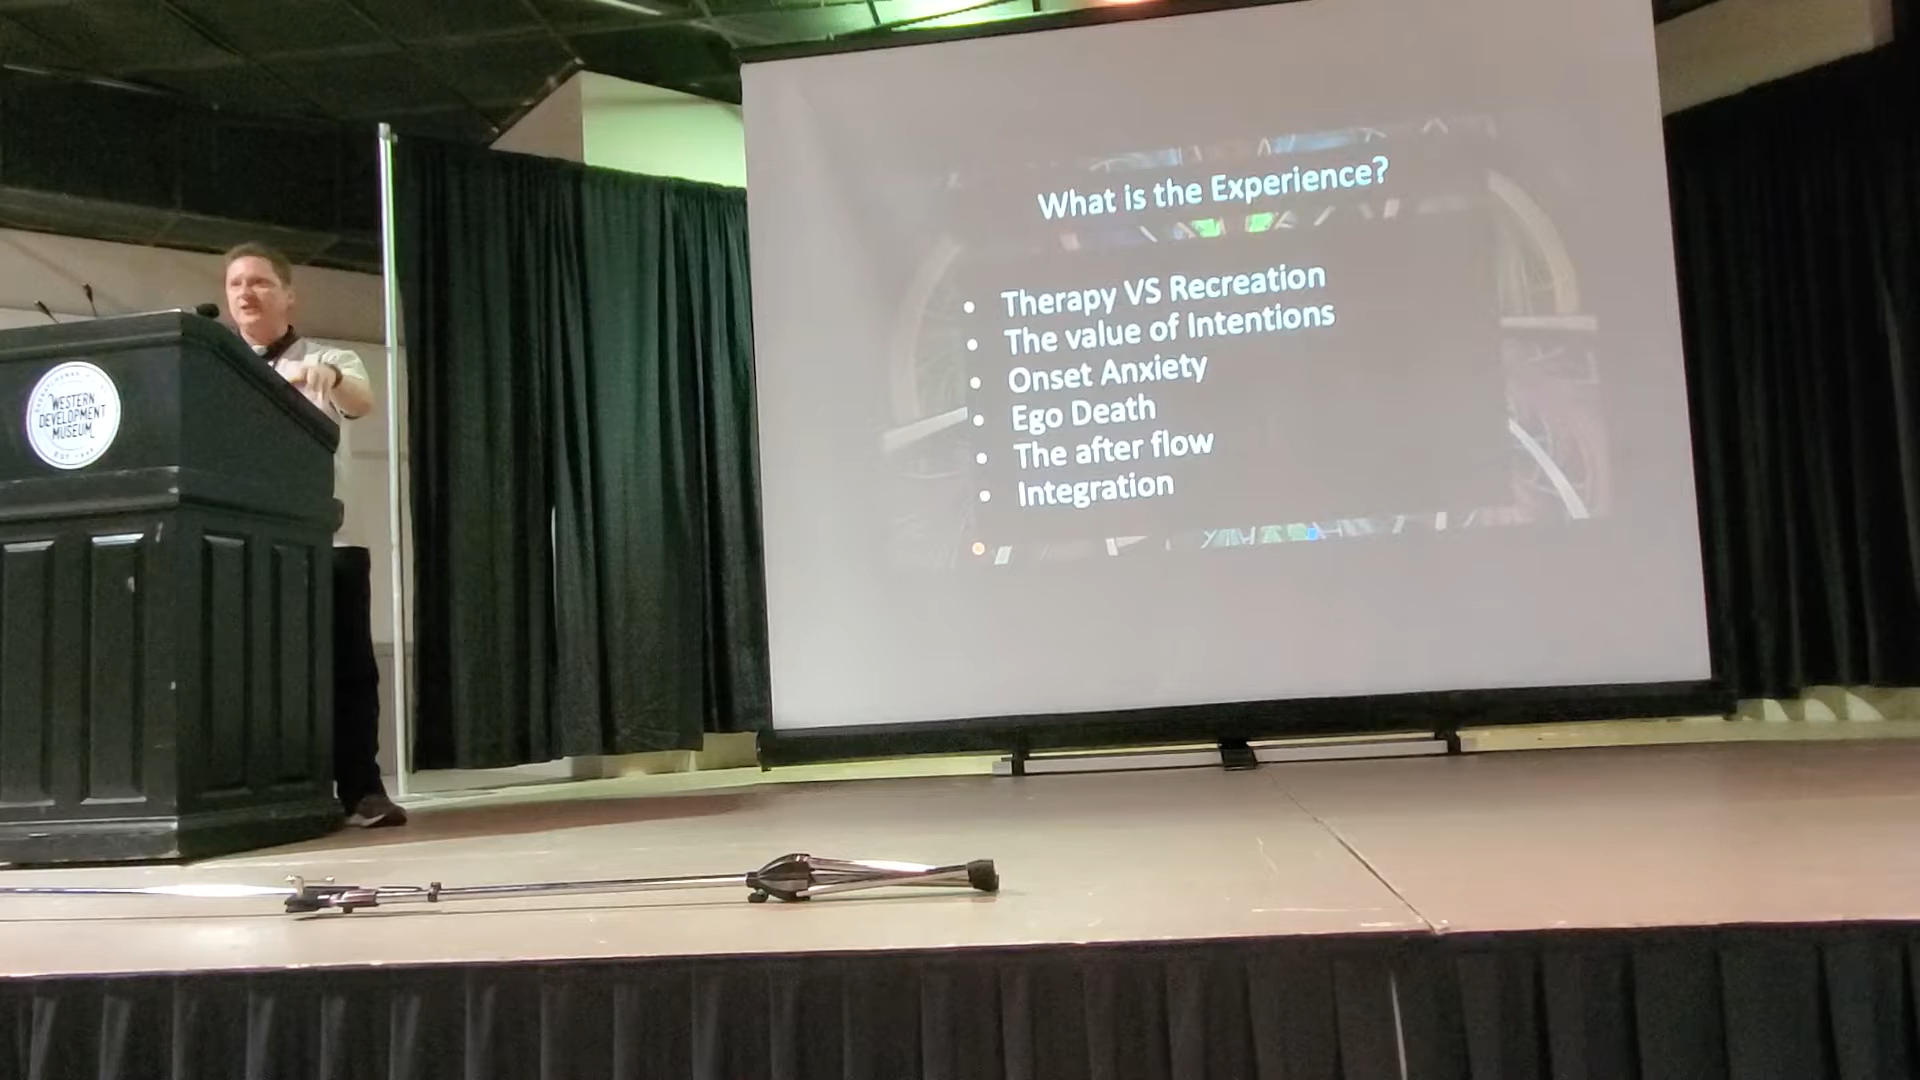 What is the Experience?
• Therapy VS Recreation
• The value of Intentions
• Onset Anxiety
• Ego Death
• The after flow
• Integration
WESTERN
DEVELOPMENT
MUSEUM